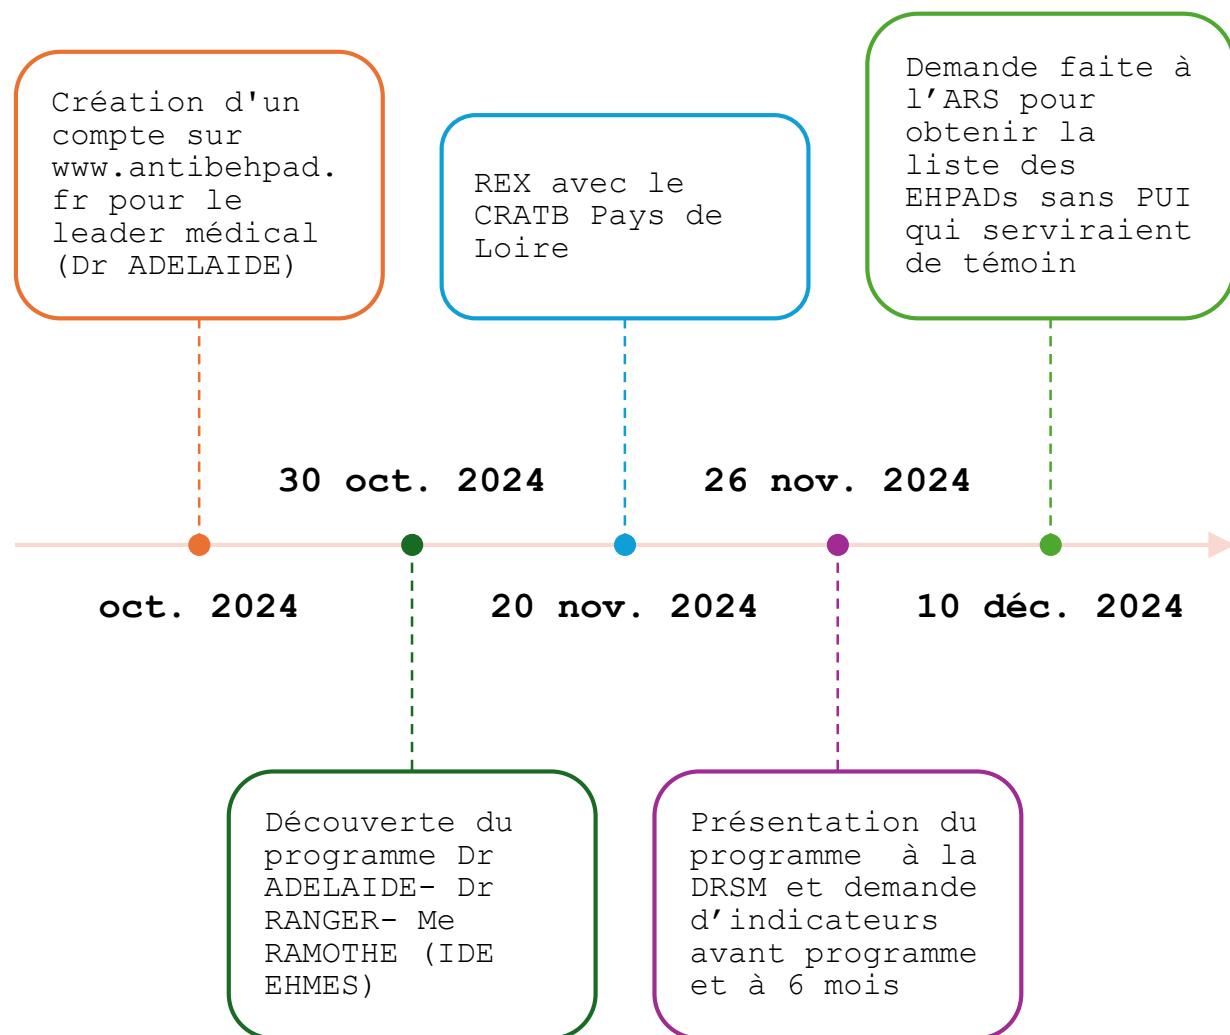 Création d'un
compte sur
www.antibehpad.
fr pour le
leader médical
(Dr ADELAIDE)
REX avec le
CRATB Pays de
Loire
Demande faite à
l’ARS pour
obtenir la
liste des
EHPADs sans PUI
qui serviraient
de témoin
30 oct. 2024
26 nov. 2024
oct. 2024
20 nov. 2024
10 déc. 2024
Découverte du
programme Dr
ADELAIDE- Dr
RANGER- Me
RAMOTHE (IDE
EHMES)
Présentation du
programme  à la
DRSM et demande
d’indicateurs
avant programme
et à 6 mois